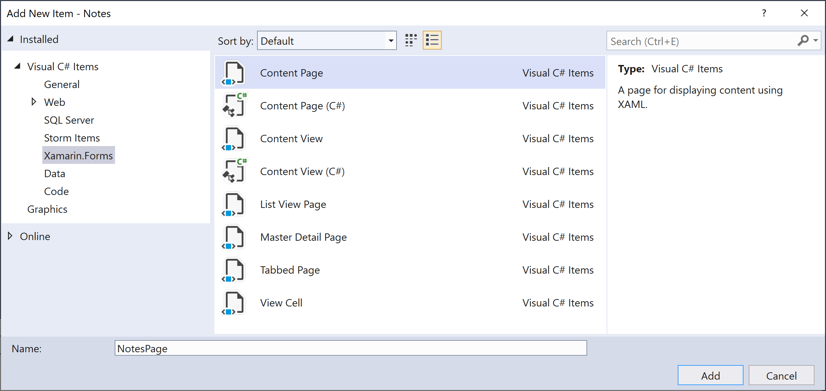 Add New Item - Notes
Installed
Sort by: Default
Search (Ctrl+E)
Visual C# Items
General
Web
SQL Server
Storm Items
Xamarin.Forms
Data
Code
Graphics
Online
Content Page Visual C# Items
C# Content Page (C#) Visual C# Items
Content View Visual C# Items
C# Content View (C#) Visual C# Items
List View Page Visual C# Items
Master Detail Page Visual C# Items
Tabbed Page Visual C# Items
View Cell Visual C# Items
Type: Visual C# Items
A page for displaying content using
XAML.
Name: NotesPage
Add Cancel